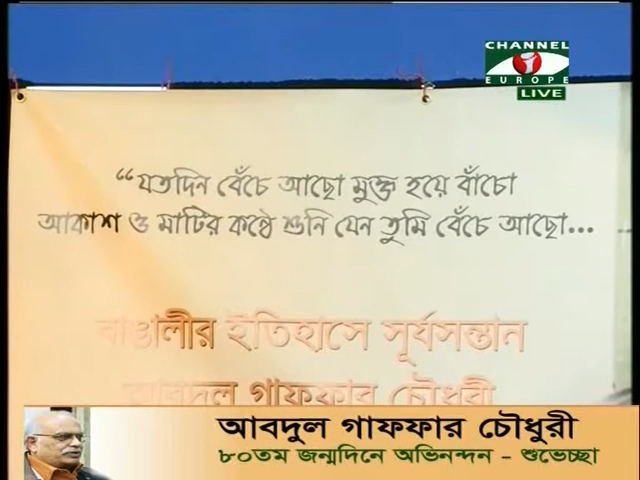 CHANNEL
i
EUROPE
LIVE
“যতদিন বেঁচে আছো মুক্ত হয়ে বাঁচো
আকাশ ও মাটির কন্ঠে শুনি যেন তুমি বেঁচে আছো...
বাঙালীর ইতিহাসে সূর্যসন্তান
আবদুল গাফফার চৌধুরী
আবদুল গাফফার চৌধুরী
৮০তম জন্মদিনে অভিনন্দন - শুভেচ্ছা